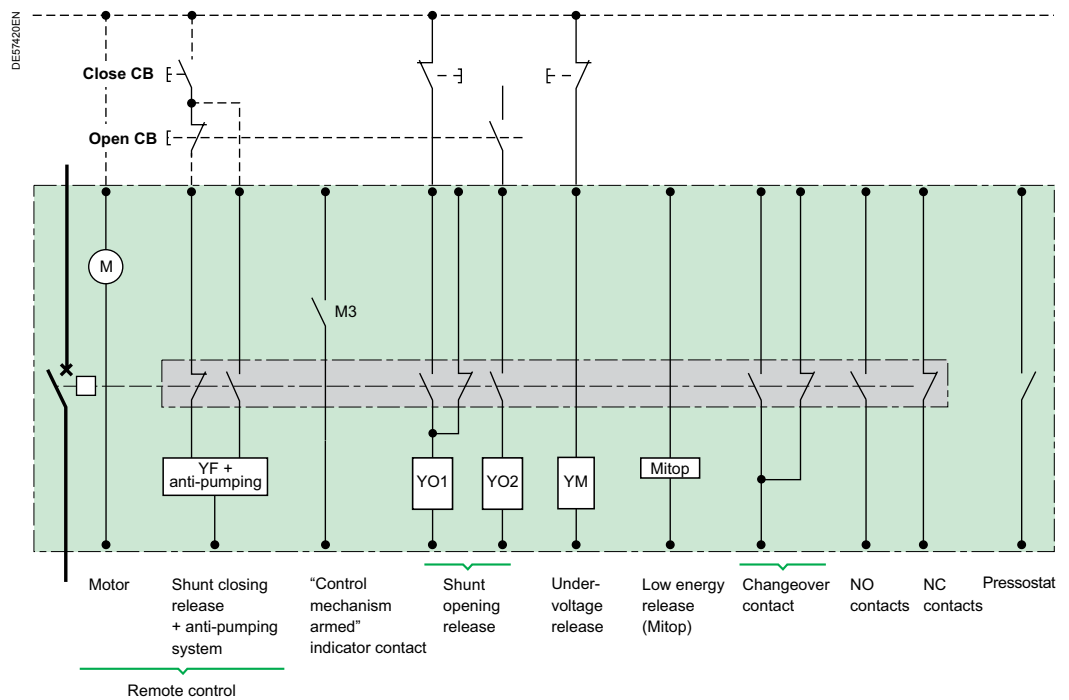 DE57420EN
Close CB
Open CB
M
M3
YF +
anti-pumping
YO1
YO2
YM
Mitop
Motor
Shunt closing
release
+ anti-pumping
system
“Control
mechanism
armed”
indicator contact
Shunt
opening
release
Under-
voltage
release
Low energy
release
(Mitop)
Changeover
contact
NO
contacts
NC
contacts
Pressostat
Remote control